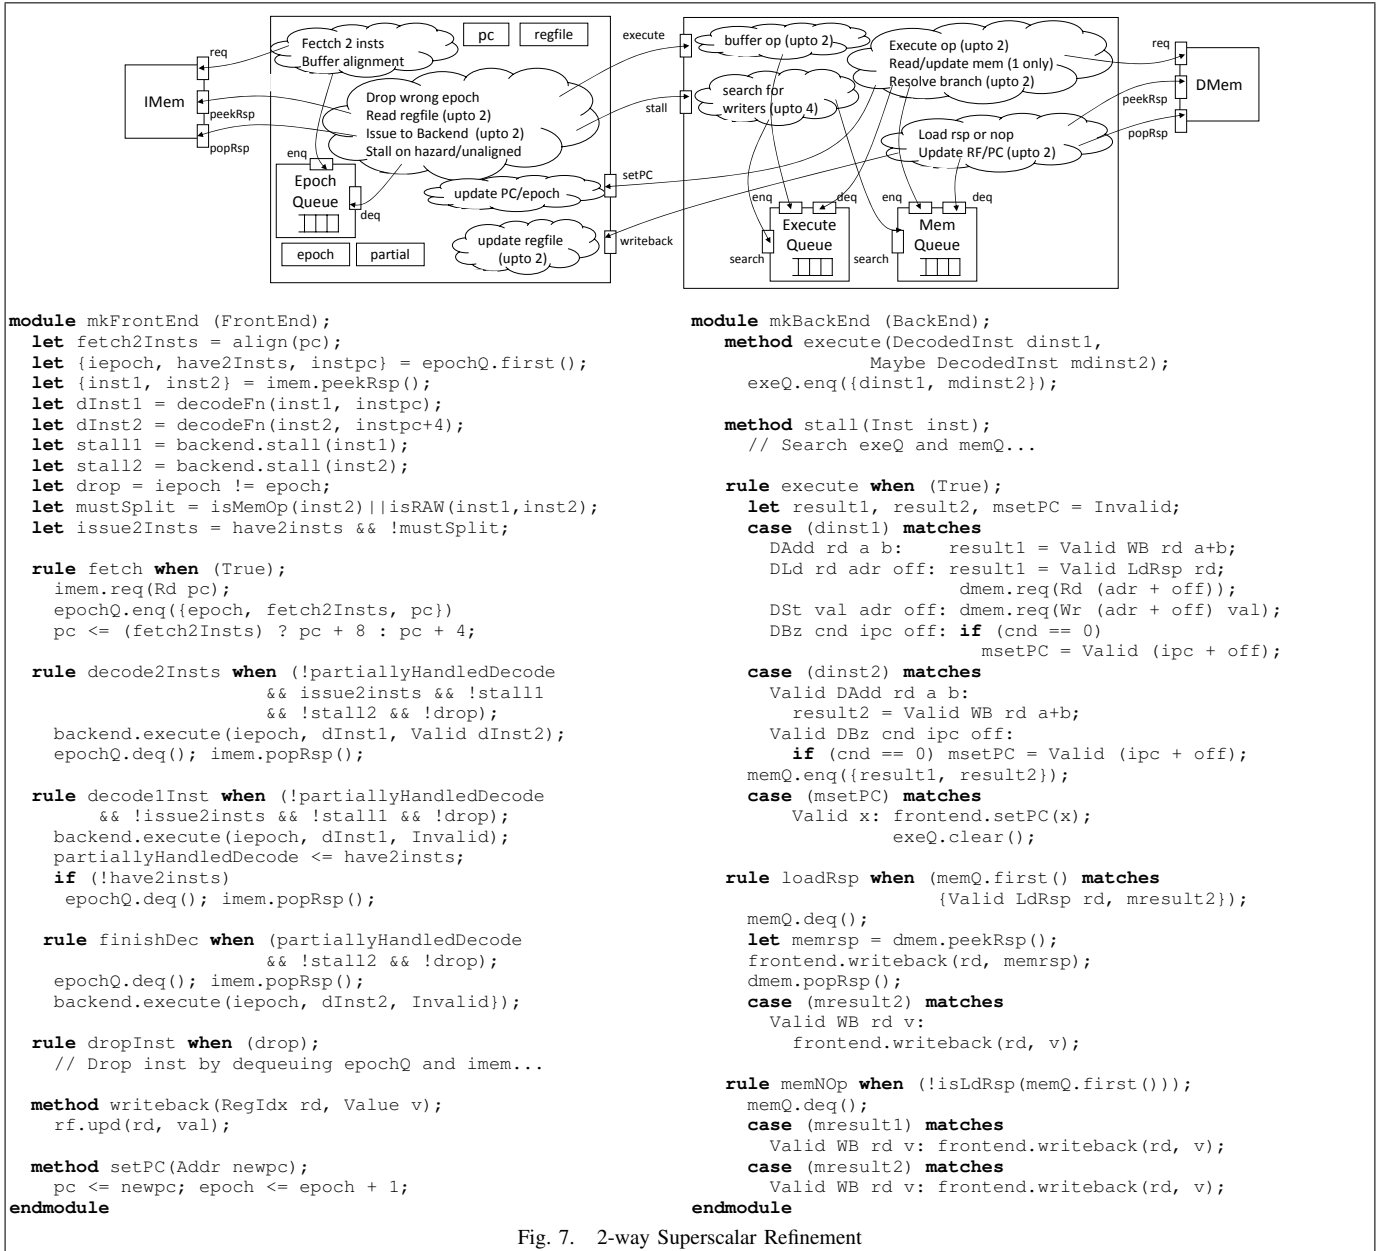 Fectch 2 insts
Buffer alignment
pc
regfile
req
IMem
peekRsp
popRsp
Drop wrong epoch
Read regfile (upto 2)
Issue to Backend (upto 2)
Stall on hazard/unaligned
enq
Epoch
Queue
deq
update PC/epoch
update regfile
(upto 2)
epoch
partial
execute
stall
setPC
writeback
buffer op (upto 2)
search for
writers (upto 4)
Execute op (upto 2)
Read/update mem (1 only)
Resolve branch (upto 2)
Load rsp or nop
Update RF/PC (upto 2)
enq
deq
Execute
Queue
search
enq
deq
Mem
Queue
search
req
peekRsp
popRsp
DMem
module mkFrontEnd (FrontEnd);
let fetch2Insts = align(pc);
let {iepoch, have2Insts, instpc} = epochQ.first();
let {inst1, inst2} = imem.peekRsp();
let dInst1 = decodeFn(inst1, instpc);
let dInst2 = decodeFn(inst2, instpc+4);
let stall1 = backend.stall(inst1);
let stall2 = backend.stall(inst2);
let drop = iepoch != epoch;
let mustSplit = isMemOp(inst2)||isRAW(inst1,inst2);
let issue2Insts = have2insts && !mustSplit;
rule fetch when (True);
imem.req(Rd pc);
epochQ.enq({epoch, fetch2Insts, pc})
pc <= (fetch2Insts) ? pc + 8 : pc + 4;
rule decode2Insts when (!partiallyHandledDecode
&& issue2insts && !stall1
&& !stall2 && !drop);
backend.execute(iepoch, dInst1, Valid dInst2);
epochQ.deq(); imem.popRsp();
rule decode1Inst when (!partiallyHandledDecode
&& !issue2insts && !stall1 && !drop);
backend.execute(iepoch, dInst1, Invalid);
partiallyHandledDecode <= have2insts;
if (!have2insts)
epochQ.deq(); imem.popRsp();
rule finishDec when (partiallyHandledDecode
&& !stall2 && !drop);
epochQ.deq(); imem.popRsp();
backend.execute(iepoch, dInst2, Invalid});
rule dropInst when (drop);
// Drop inst by dequeuing epochQ and imem...
method writeback(RegIdx rd, Value v);
rf.upd(rd, val);
method setPC(Addr newpc);
pc <= newpc; epoch <= epoch + 1;
endmodule
module mkBackEnd (BackEnd);
method execute(DecodedInst dinst1,
Maybe DecodedInst mdinst2);
exeQ.enq({dinst1, mdinst2});
method stall(Inst inst);
// Search exeQ and memQ...
rule execute when (True);
let result1, result2, msetPC = Invalid;
case (dinst1) matches
DAdd rd a b: result1 = Valid WB rd a+b;
DLd rd adr off: result1 = Valid LdRsp rd;
dmem.req(Rd (adr + off));
DSt val adr off: dmem.req(Wr (adr + off) val);
DBz cnd ipc off: if (cnd == 0)
msetPC = Valid (ipc + off);
case (dinst2) matches
Valid DAdd rd a b:
result2 = Valid WB rd a+b;
Valid DBz cnd ipc off:
if (cnd == 0) msetPC = Valid (ipc + off);
memQ.enq({result1, result2});
case (msetPC) matches
Valid x: frontend.setPC(x);
exeQ.clear();
rule loadRsp when (memQ.first() matches
{Valid LdRsp rd, mresult2});
memQ.deq();
let memrsp = dmem.peekRsp();
frontend.writeback(rd, memrsp);
dmem.popRsp();
case (mresult2) matches
Valid WB rd v:
frontend.writeback(rd, v);
rule memNOp when (!isLdRsp(memQ.first()));
memQ.deq();
case (mresult1) matches
Valid WB rd v: frontend.writeback(rd, v);
case (mresult2) matches
Valid WB rd v: frontend.writeback(rd, v);
endmodule
Fig. 7. 2-way Superscalar Refinement